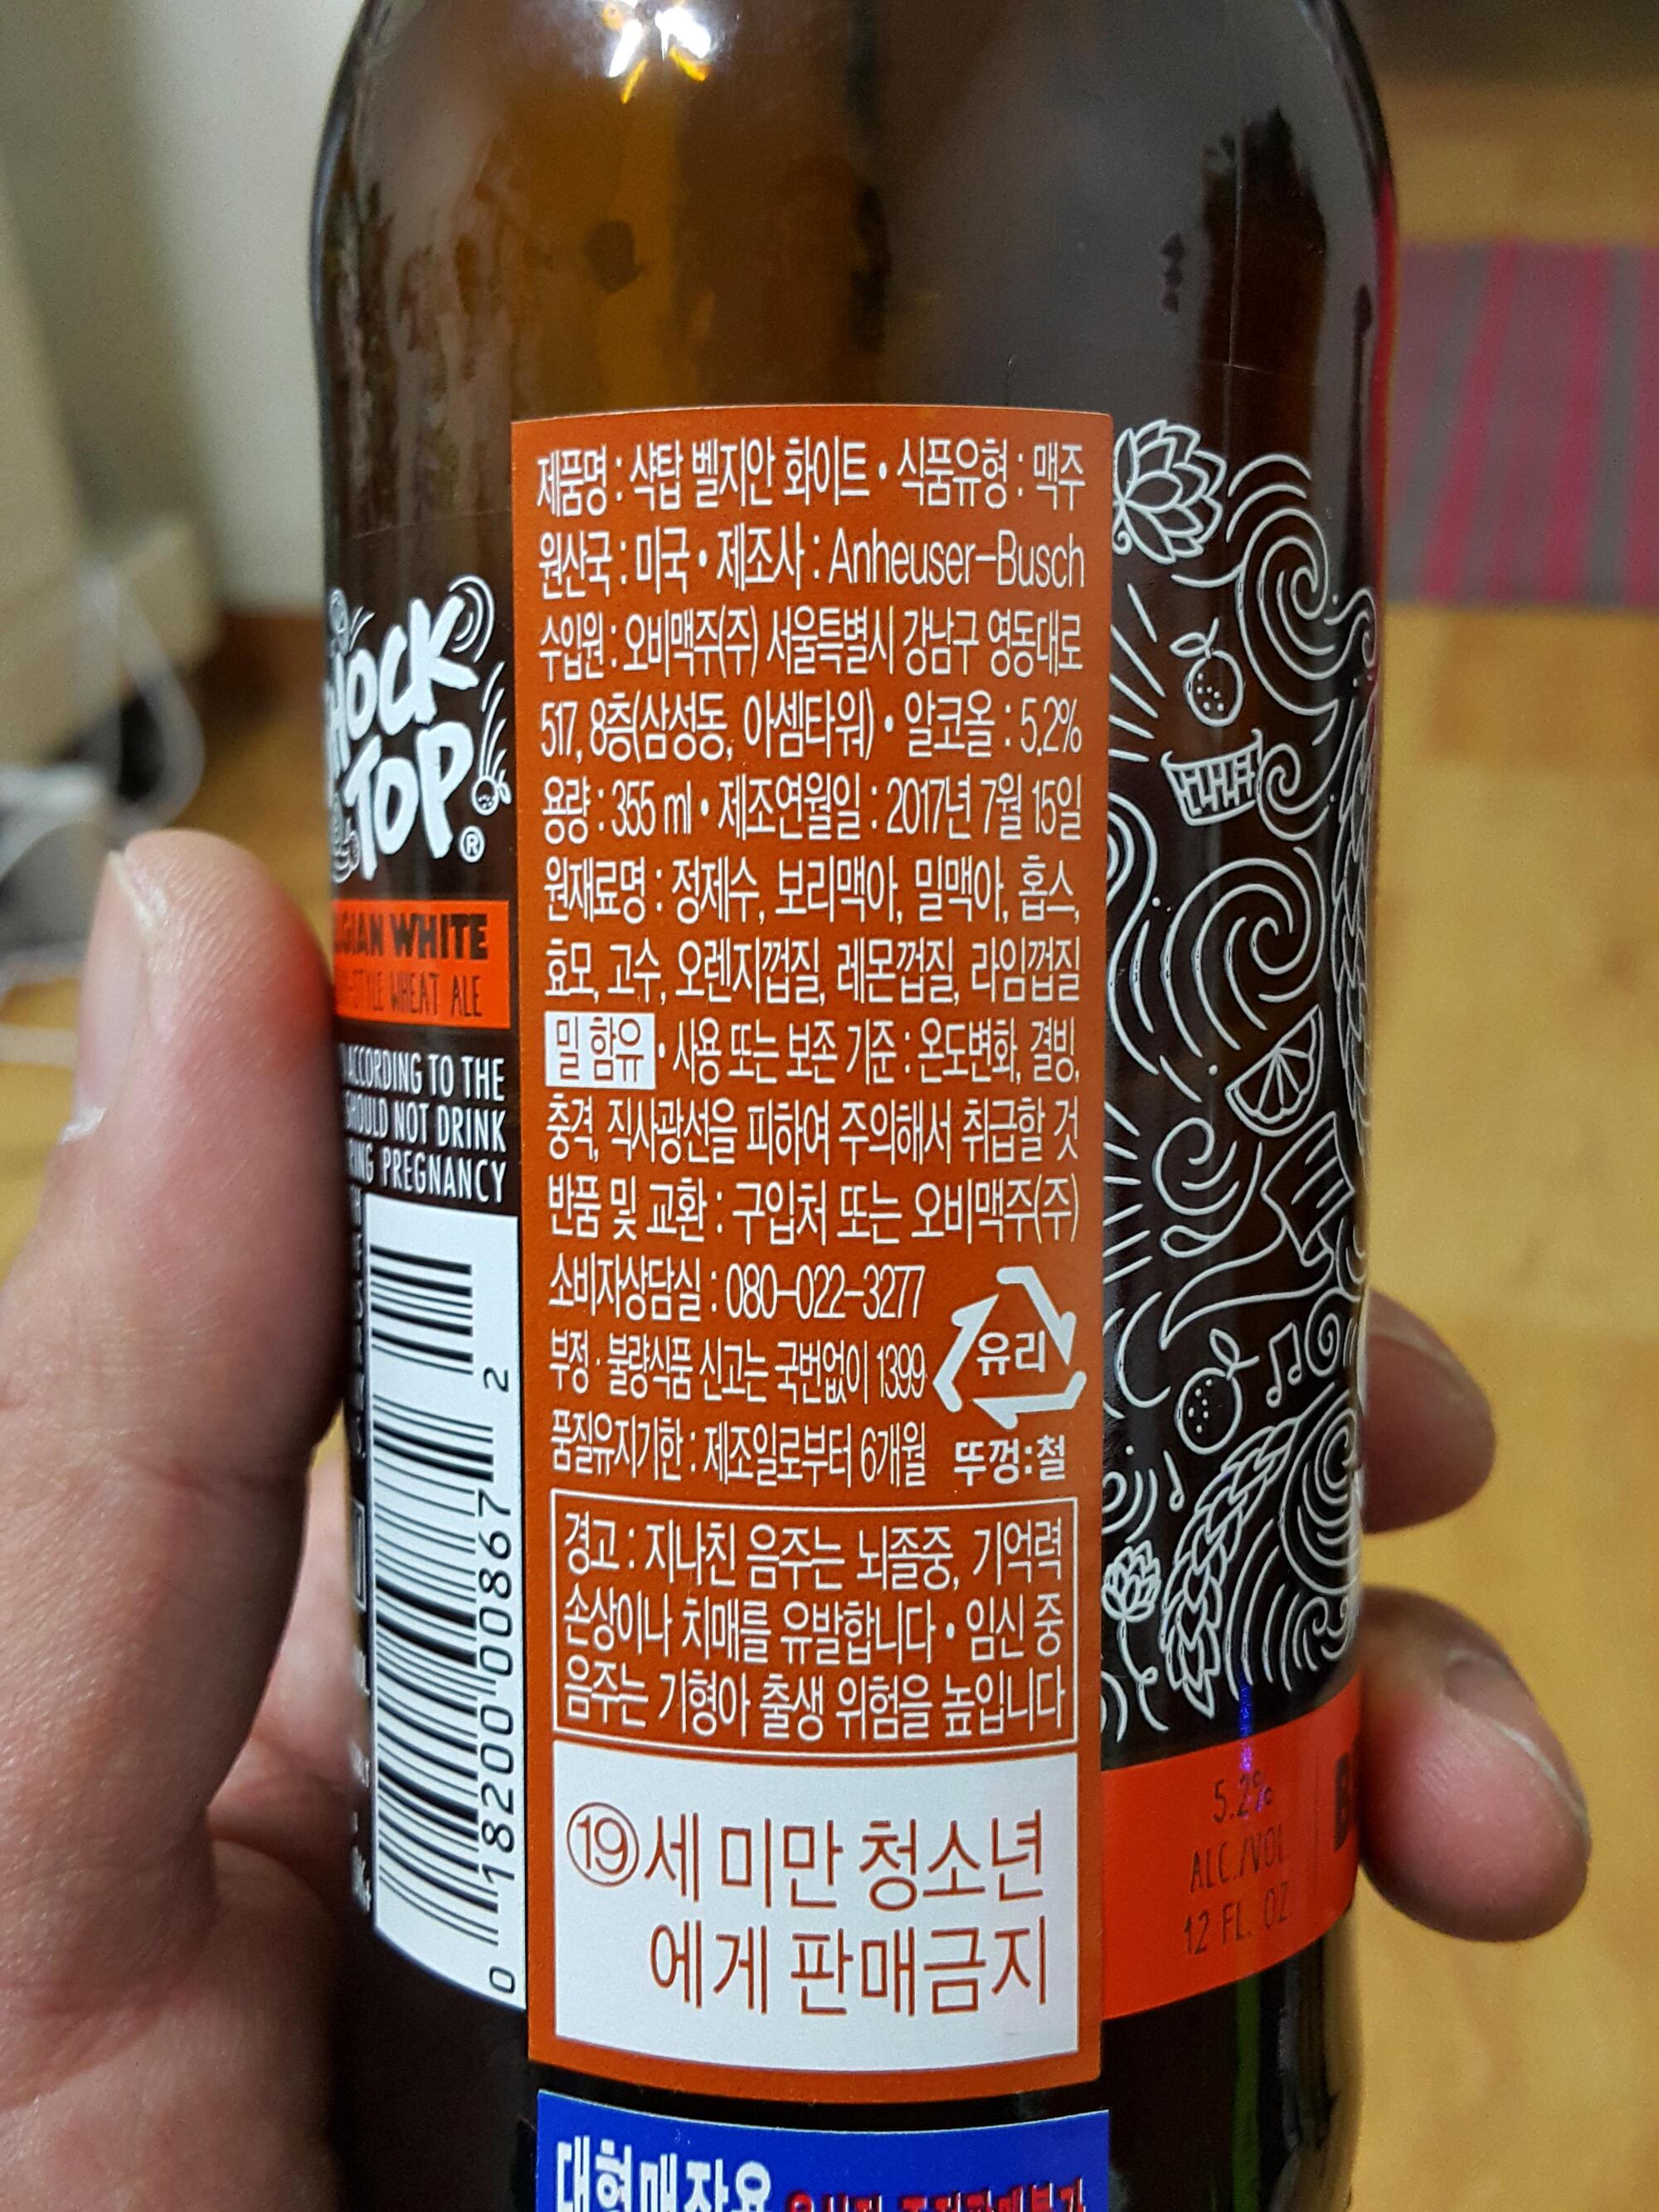 제품명 : 샥탑 벨지안 화이트 • 식품유형 : 맥주
원산국 : 미국 • 제조사 : Anheuser-Busch
수입원 : 오비맥주(주) 서울특별시 강남구 영동대로
517, 8층(삼성동, 아셈타워) • 알코올 : 5.2%
용량 : 355 ml • 제조연월일 : 2017년 7월 15일
원재료명 : 정제수, 보리맥아, 밀맥아, 홉스,
효모, 고수, 오렌지껍질, 레몬껍질, 라임껍질
밀 함유 • 사용 또는 보존 기준 : 온도변화, 결빙,
충격, 직사광선을 피하여 주의해서 취급할 것
반품 및 교환 : 구입처 또는 오비맥주(주)
소비자상담실 : 080-022-3277
부정 · 불량식품 신고는 국번없이 1399
품질유지기한 : 제조일로부터 6개월
유리
뚜껑:철
경고 : 지나친 음주는 뇌졸중, 기억력
손상이나 치매를 유발합니다 • 임신 중
음주는 기형아 출생 위험을 높입니다
19세 미만 청소년
에게 판매금지
대형매장용
HOCK
TOP®
WHITE
WHEAT ALE
ACCORDING TO THE
SHOULD NOT DRINK
PREGNANCY
0 18200 00867 2
5.2%
ALC./VOL
12 FL. OZ